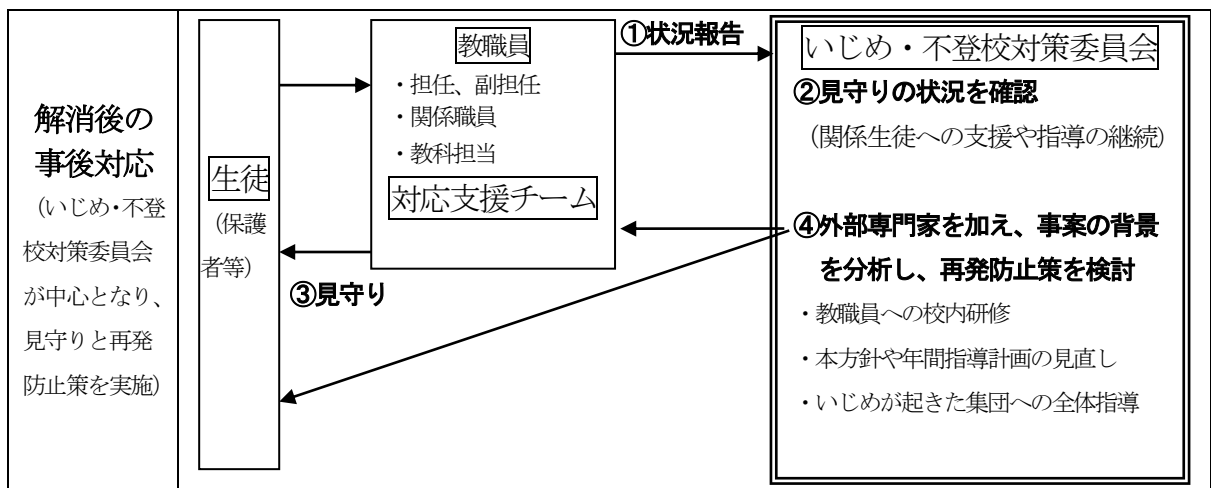 解消後の
事後対応
（いじめ・不登
校対策委員会
が中心となり、
見守りと再発
防止策を実施）
生徒
（保護
者等）
教職員
・担任、副担任
・関係職員
・教科担当
対応支援チーム
①状況報告
③見守り
いじめ・不登校対策委員会
②見守りの状況を確認
（関係生徒への支援や指導の継続）
④外部専門家を加え、事案の背景
を分析し、再発防止策を検討
・教職員への校内研修
・本方針や年間指導計画の見直し
・いじめが起きた集団への全体指導